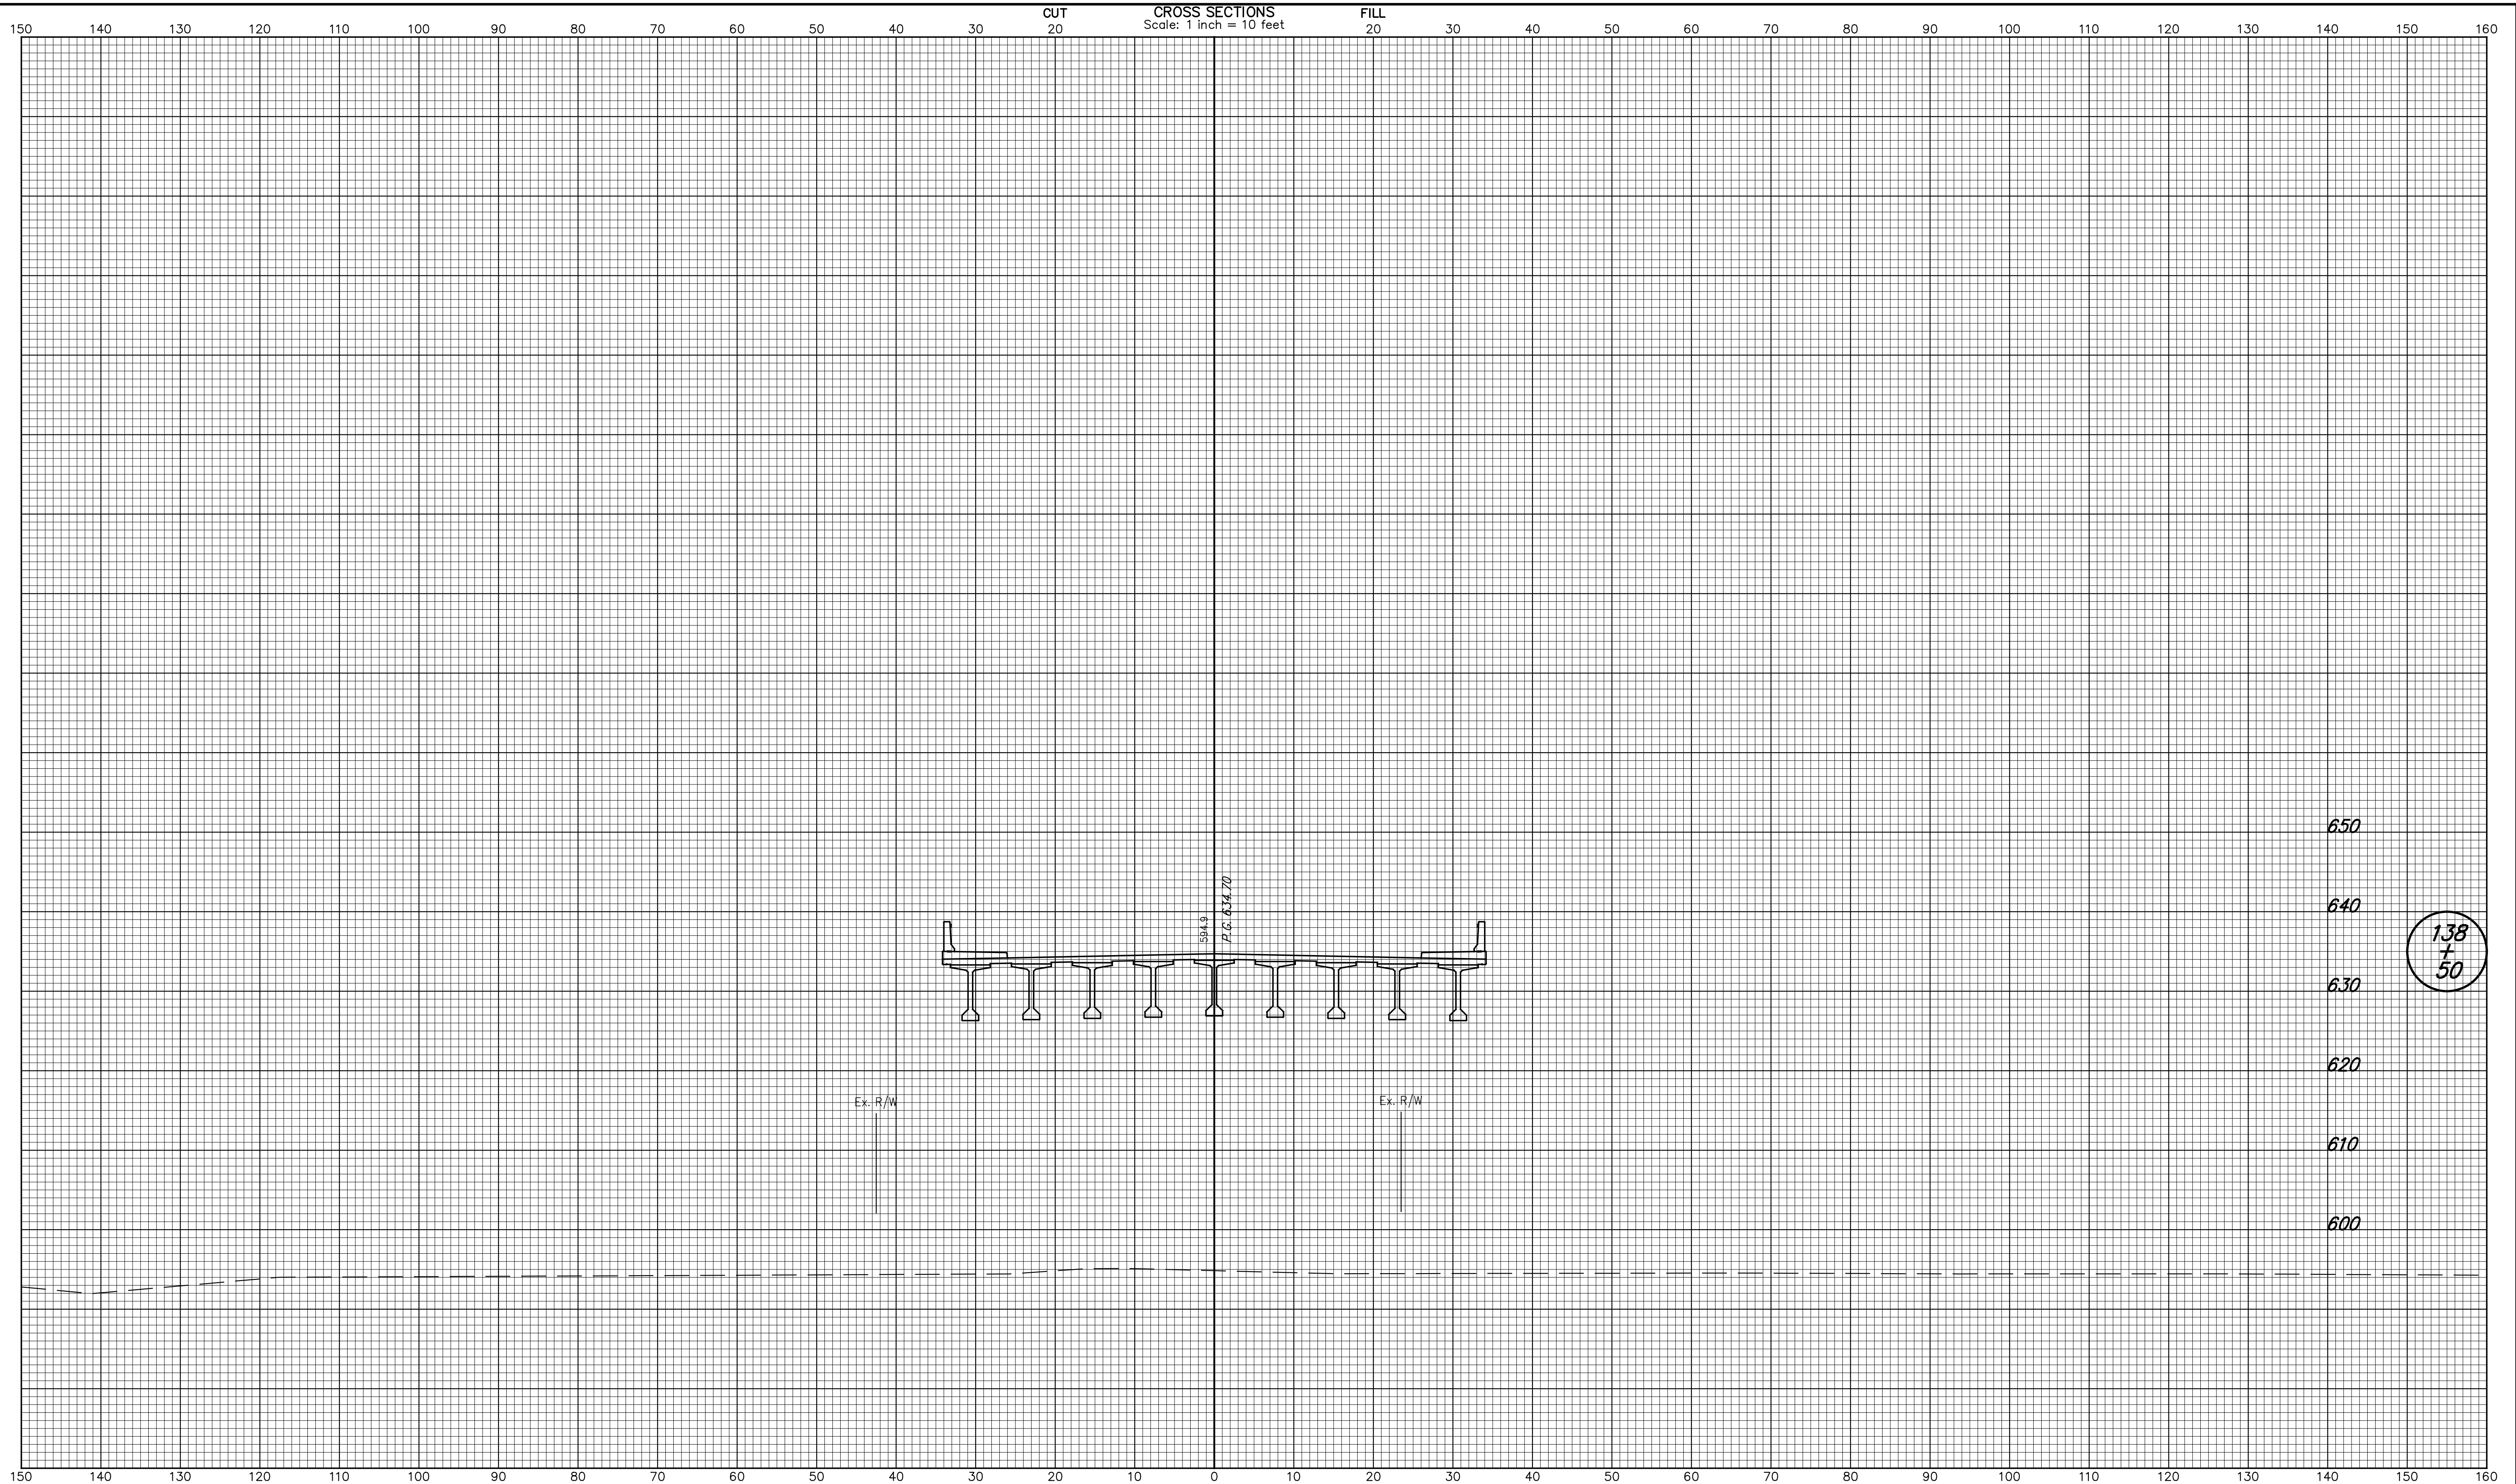 CUT CROSS SECTIONS FILL
Scale: 1 inch = 10 feet
150 140 130 120 110 100 90 80 70 60 50 40 30 20 0 20 30 40 50 60 70 80 90 100 110 120 130 140 150 160
650
594.9
P.G. 634.70
640
138
+
50
630
620
Ex. R/W
Ex. R/W
610
600
150 140 130 120 110 100 90 80 70 60 50 40 30 20 10 0 10 20 30 40 50 60 70 80 90 100 110 120 130 140 150 160